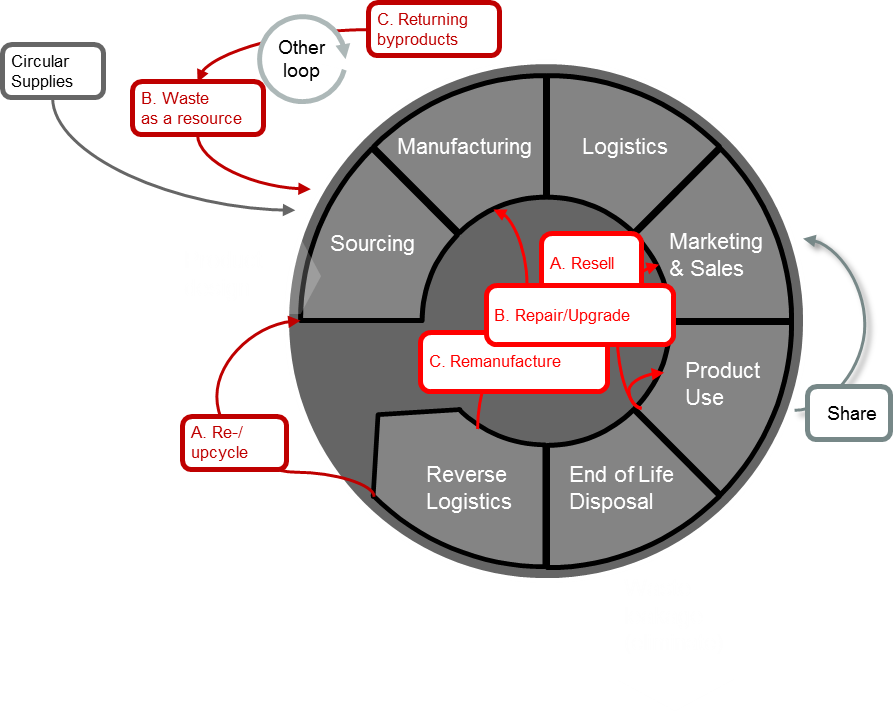 C. Returning
byproducts
Other
loop
Circular
Supplies
B. Waste
as a resource
Manufacturing
Logistics
Sourcing
Marketing
& Sales
A. Resell
B. Repair/Upgrade
C. Remanufacture
Product
Use
Share
A. Re-/
upcycle
Reverse
Logistics
End of Life
Disposal